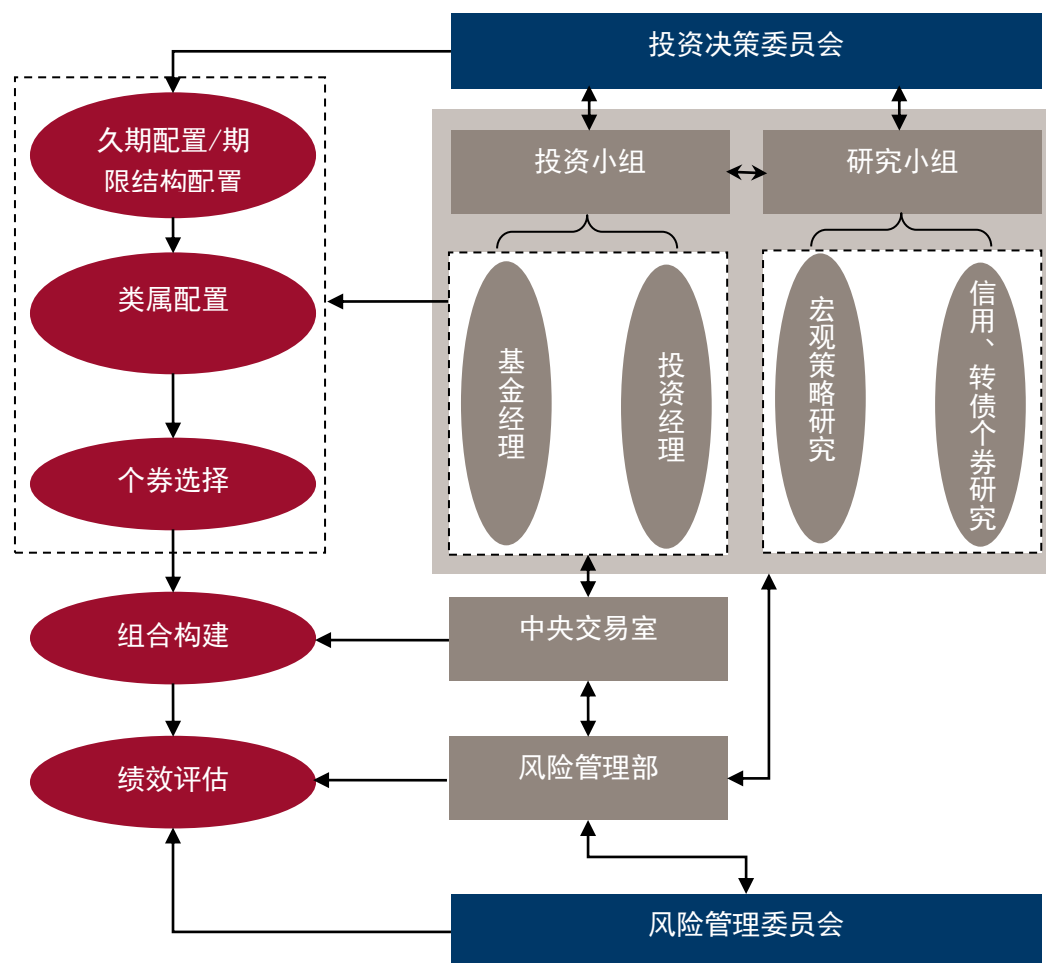 投资决策委员会
久期配置/期
限结构配置
投资小组
研究小组
类属配置
基金经理
投资经理
宏观策略研究
信用、转债个券研究
个券选择
组合构建
中央交易室
绩效评估
风险管理部
风险管理委员会